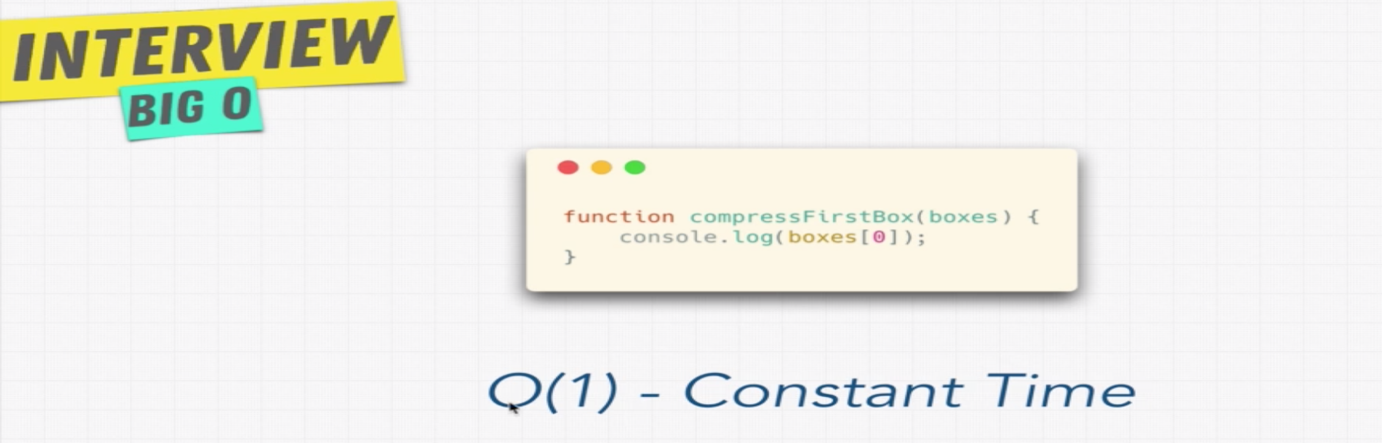 INTERVIEW
BIG O
function compressFirstBox(boxes) {
    console.log(boxes[0]);
}
O(1) - Constant Time